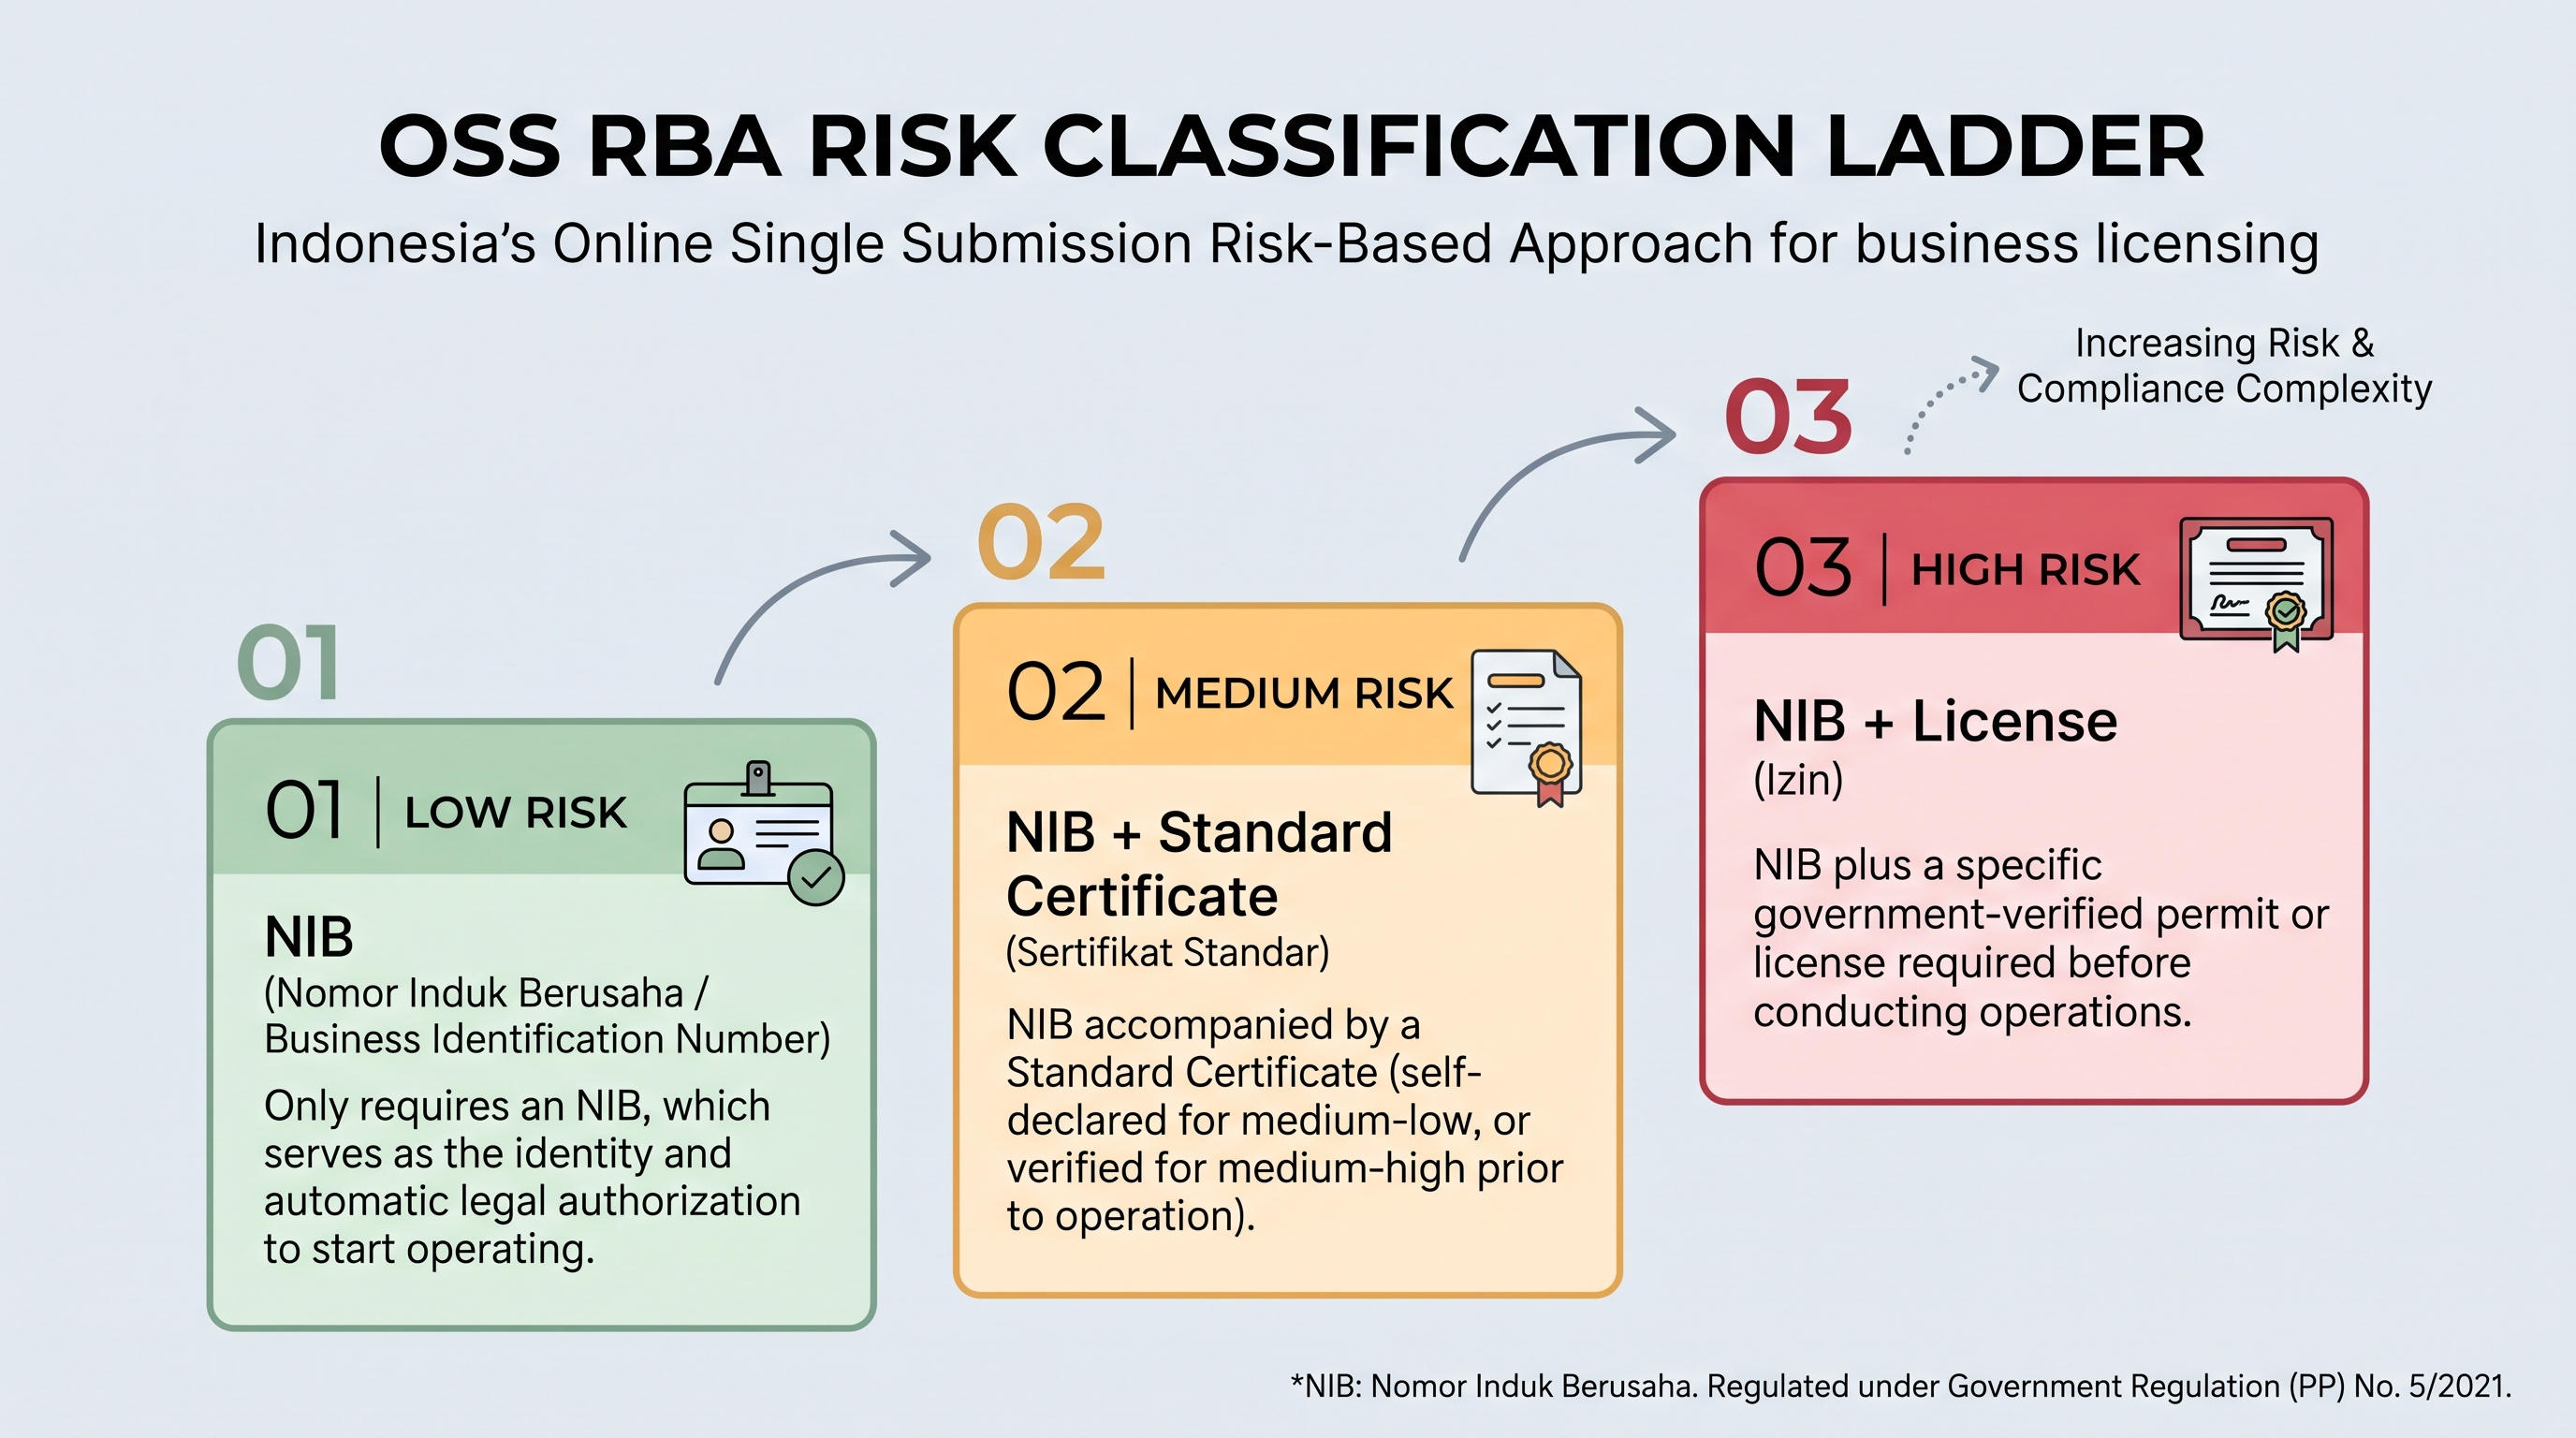 OSS RBA RISK CLASSIFICATION LADDER
Indonesia’s Online Single Submission Risk-Based Approach for business licensing
01
01 | LOW RISK
NIB
(Nomor Induk Berusaha /
Business Identification Number)
Only requires an NIB, which
serves as the identity and
automatic legal authorization
to start operating.
02
02 | MEDIUM RISK
NIB + Standard
Certificate
(Sertifikat Standar)
NIB accompanied by a
Standard Certificate (self-
declared for medium-low, or
verified for medium-high prior
to operation).
03
Increasing Risk &
Compliance Complexity
03 | HIGH RISK
NIB + License
(Izin)
NIB plus a specific
government-verified permit or
license required before
conducting operations.
*NIB: Nomor Induk Berusaha. Regulated under Government Regulation (PP) No. 5/2021.